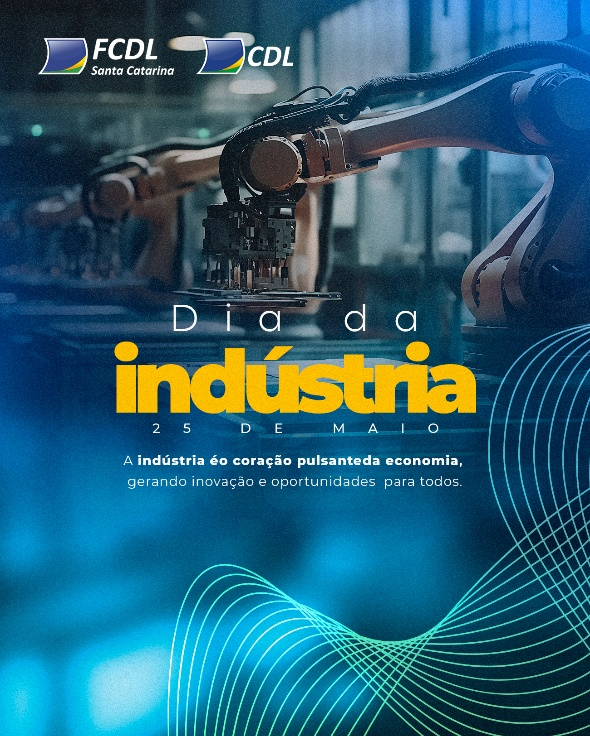 FCDL
Santa Catarina
CDL
Dia da
indústria
25 DE MAIO
A indústria éo coração pulsanteda economia,
gerando inovação e oportunidades para todos.